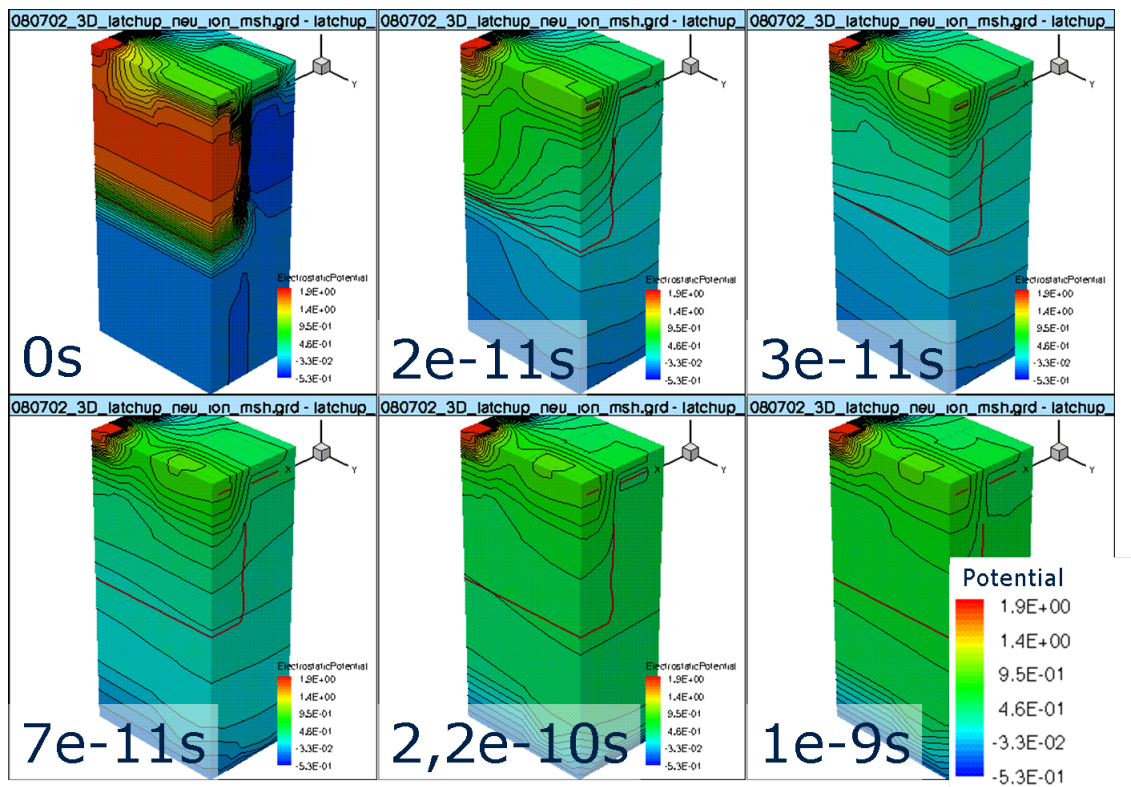 080702_3D_latchup_neu_ion_msh.grd - latchup_
Y
ElectrostaticPotential
1.9E+00
1.4E+00
9.5E-01
4.6E-01
-3.3E-02
-5.3E-01
0s
080702_3D_latchup_neu_ion_msh.grd - latchup_
X
Y
ElectrostaticPotential
1.9E+00
1.4E+00
9.5E-01
4.6E-01
-3.3E-02
-5.3E-01
2e-11s
080702_3D_latchup_neu_ion_msh.grd - latchup_
X
Y
ElectrostaticPotential
1.9E+00
1.4E+00
9.5E-01
4.6E-01
-3.3E-02
-5.3E-01
3e-11s
080702_3D_latchup_neu_ion_msh.grd - latchup_
X
Y
ElectrostaticPotential
1.9E+00
1.4E+00
9.5E-01
4.6E-01
-3.3E-02
-5.3E-01
7e-11s
080702_3D_latchup_neu_ion_msh.grd - latchup_
X
Y
ElectrostaticPotential
1.9E+00
1.4E+00
9.5E-01
4.6E-01
-3.3E-02
-5.3E-01
2,2e-10s
080702_3D_latchup_neu_ion_msh.grd - latchup_
X
Y
Potential
1.9E+00
1.4E+00
9.5E-01
4.6E-01
-3.3E-02
-5.3E-01
1e-9s